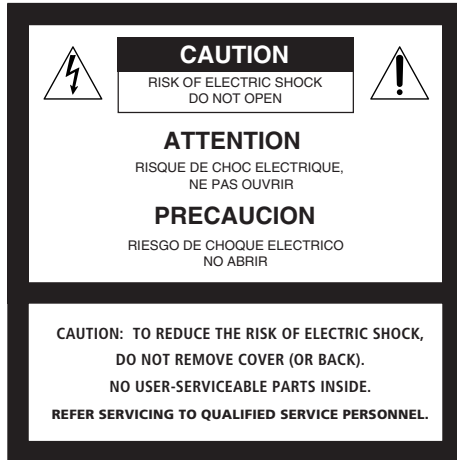 CAUTION
RISK OF ELECTRIC SHOCK
DO NOT OPEN
ATTENTION
RISQUE DE CHOC ELECTRIQUE,
NE PAS OUVRIR
PRECAUCION
RIESGO DE CHOQUE ELECTRICO
NO ABRIR
CAUTION: TO REDUCE THE RISK OF ELECTRIC SHOCK,
DO NOT REMOVE COVER (OR BACK).
NO USER-SERVICEABLE PARTS INSIDE.
REFER SERVICING TO QUALIFIED SERVICE PERSONNEL.